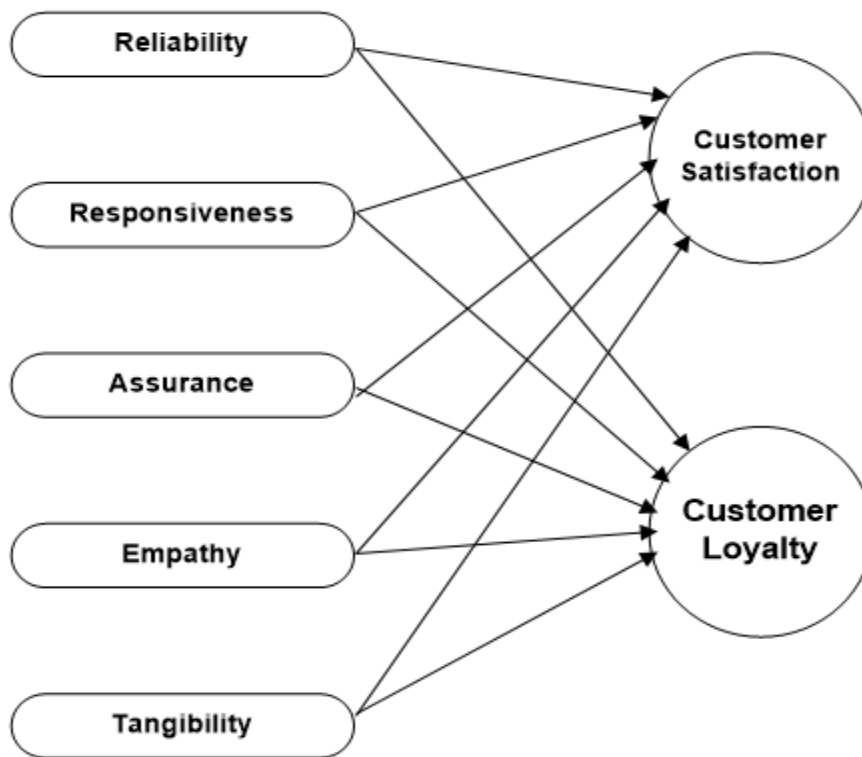 Reliability
Responsiveness
Assurance
Empathy
Tangibility
Customer
Satisfaction
Customer
Loyalty